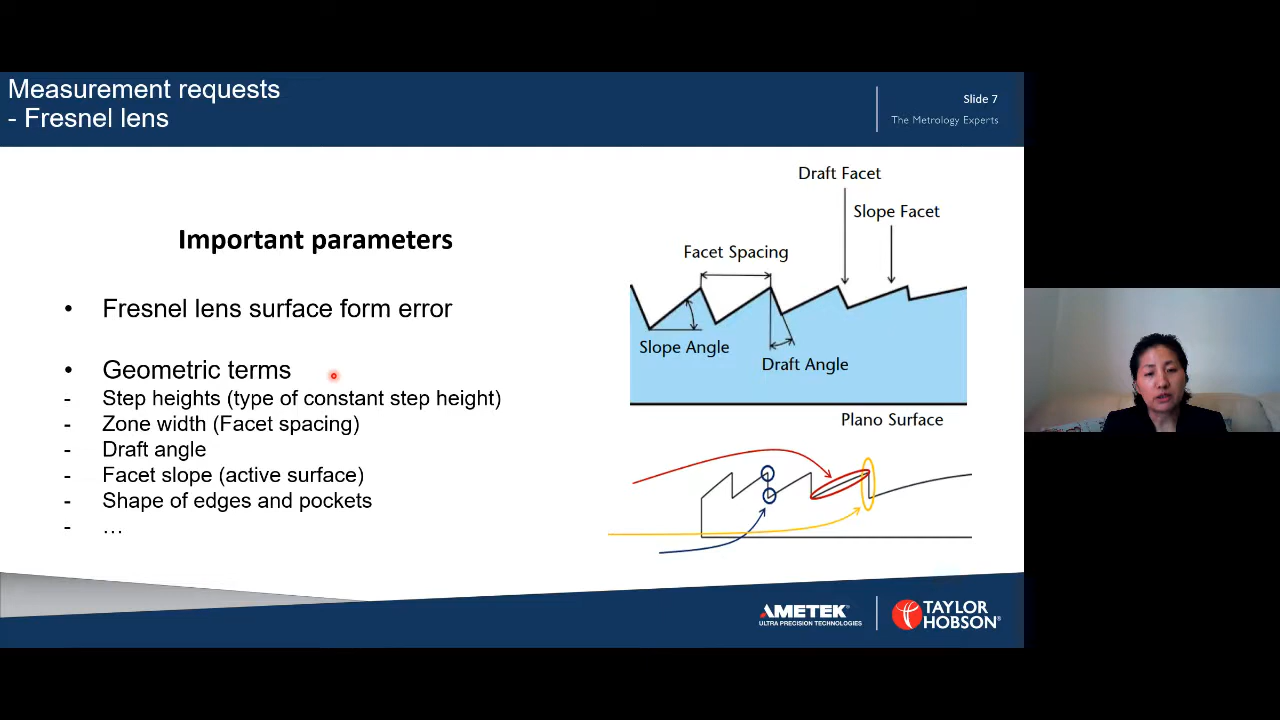 Measurement requests
- Fresnel lens
Slide 7
The Metrology Experts
Important parameters
• Fresnel lens surface form error
• Geometric terms
- Step heights (type of constant step height)
- Zone width (Facet spacing)
- Draft angle
- Facet slope (active surface)
- Shape of edges and pockets
- …
Draft Facet
Slope Facet
Facet Spacing
Slope Angle
Draft Angle
Plano Surface
AMETEK®
ULTRA PRECISION TECHNOLOGIES
TAYLOR
HOBSON®